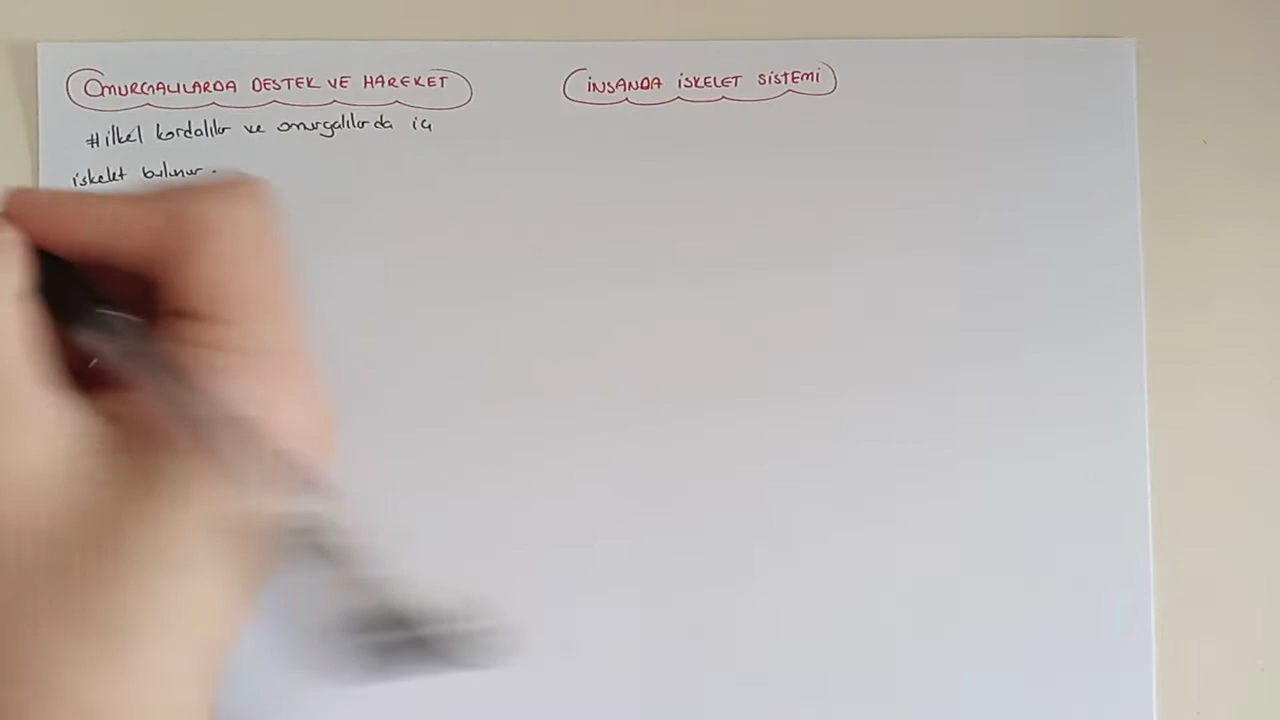 OMURGALILARDA DESTEK VE HAREKET
İNSANDA İSKELET SİSTEMİ
#ilkel kordalılar ve omurgalılarda iç
iskelet bulunur.